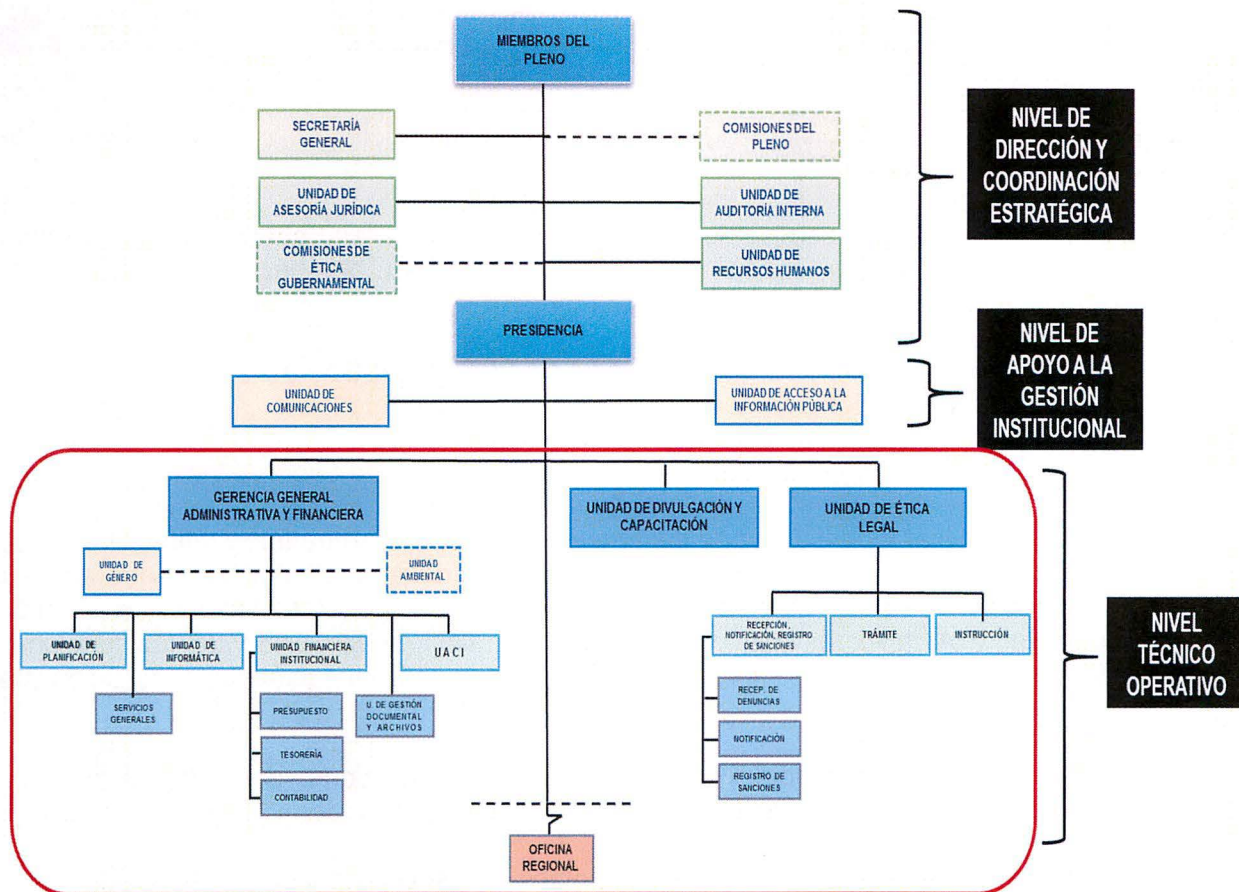 MIEMBROS DEL
PLENO
SECRETARÍA
GENERAL
COMISIONES DEL
PLENO
UNIDAD DE
ASESORÍA JURÍDICA
UNIDAD DE
AUDITORÍA INTERNA
COMISIONES DE
ÉTICA
GUBERNAMENTAL
UNIDAD DE
RECURSOS HUMANOS
NIVEL DE
DIRECCIÓN Y
COORDINACIÓN
ESTRATÉGICA
PRESIDENCIA
UNIDAD DE
COMUNICACIONES
UNIDAD DE ACCESO A LA
INFORMACIÓN PÚBLICA
NIVEL DE
APOYO A LA
GESTIÓN
INSTITUCIONAL
GERENCIA GENERAL
ADMINISTRATIVA Y FINANCIERA
UNIDAD DE DIVULGACIÓN Y
CAPACITACIÓN
UNIDAD DE ÉTICA
LEGAL
UNIDAD DE
GÉNERO
UNIDAD
AMBIENTAL
UNIDAD DE
PLANIFICACIÓN
UNIDAD DE
INFORMÁTICA
UNIDAD FINANCIERA
INSTITUCIONAL
UACI
SERVICIOS
GENERALES
PRESUPUESTO
U. DE GESTIÓN
DOCUMENTAL
Y ARCHIVOS
TESORERÍA
CONTABILIDAD
RECEPCIÓN,
NOTIFICACIÓN, REGISTRO
DE SANCIONES
TRÁMITE
INSTRUCCIÓN
RECEP. DE
DENUNCIAS
NOTIFICACIÓN
REGISTRO DE
SANCIONES
NIVEL
TÉCNICO
OPERATIVO
OFICINA
REGIONAL